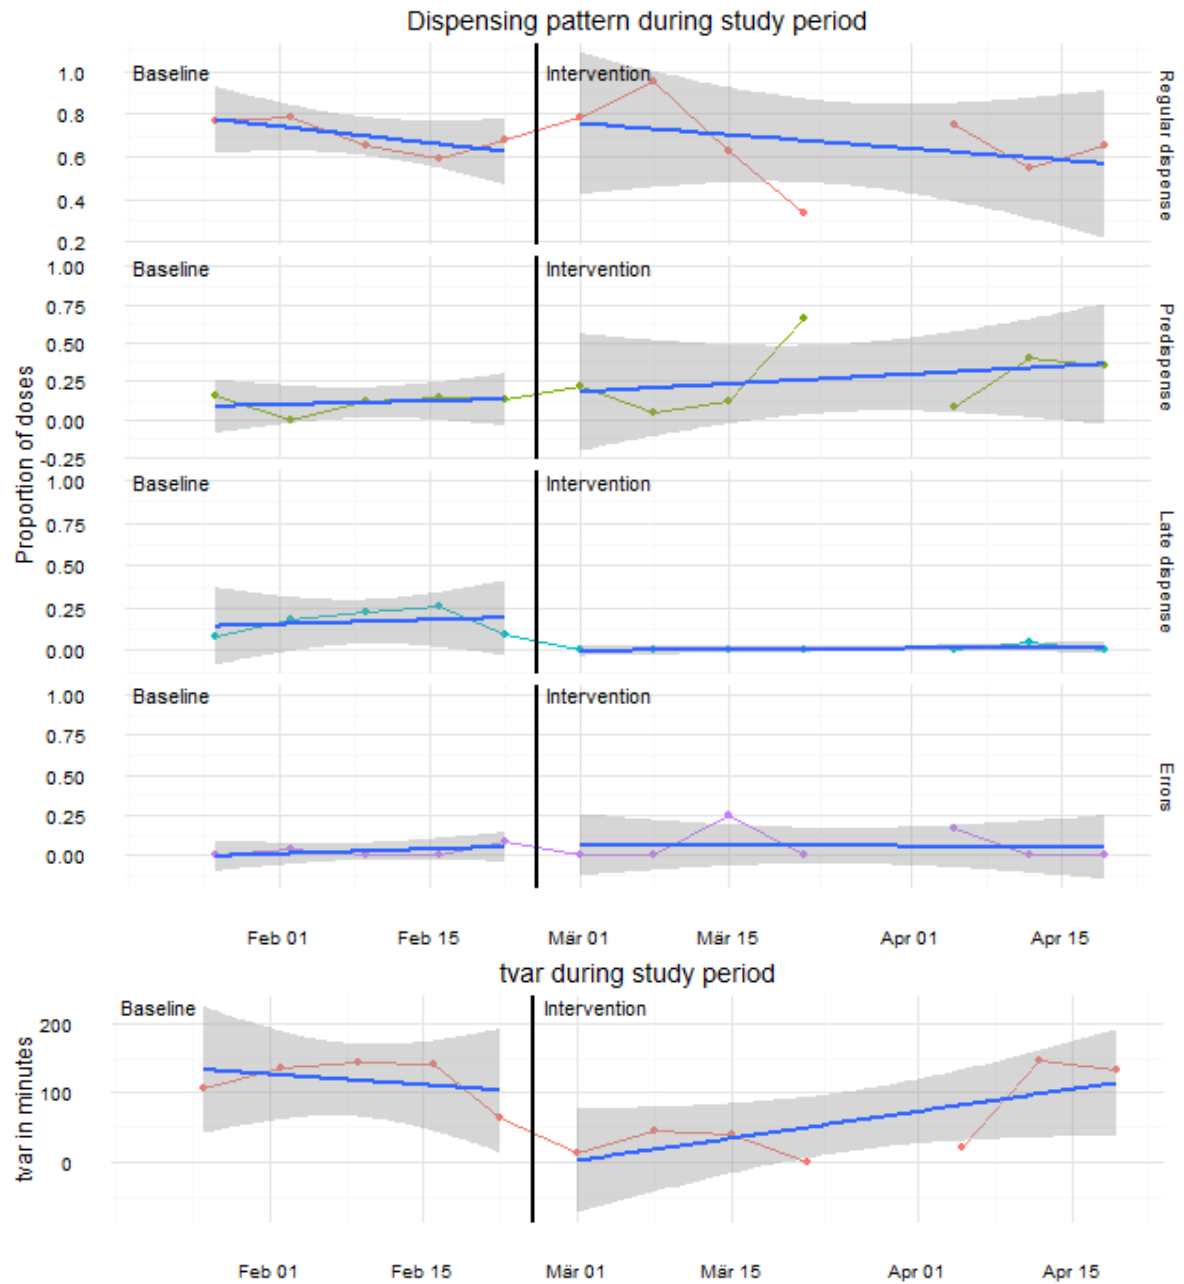 Dispensing pattern during study period
Proportion of doses
Baseline
Intervention
1.0
0.8
0.6
0.4
0.2
Regular dispense
Baseline
Intervention
1.00
0.75
0.50
0.25
0.00
-0.25
Predispense
Baseline
Intervention
1.00
0.75
0.50
0.25
0.00
Late dispense
Baseline
Intervention
1.00
0.75
0.50
0.25
0.00
Errors
Feb 01 Feb 15 Mär 01 Mär 15 Apr 01 Apr 15
tvar during study period
tvar in minutes
Baseline
Intervention
200
100
0
Feb 01 Feb 15 Mär 01 Mär 15 Apr 01 Apr 15